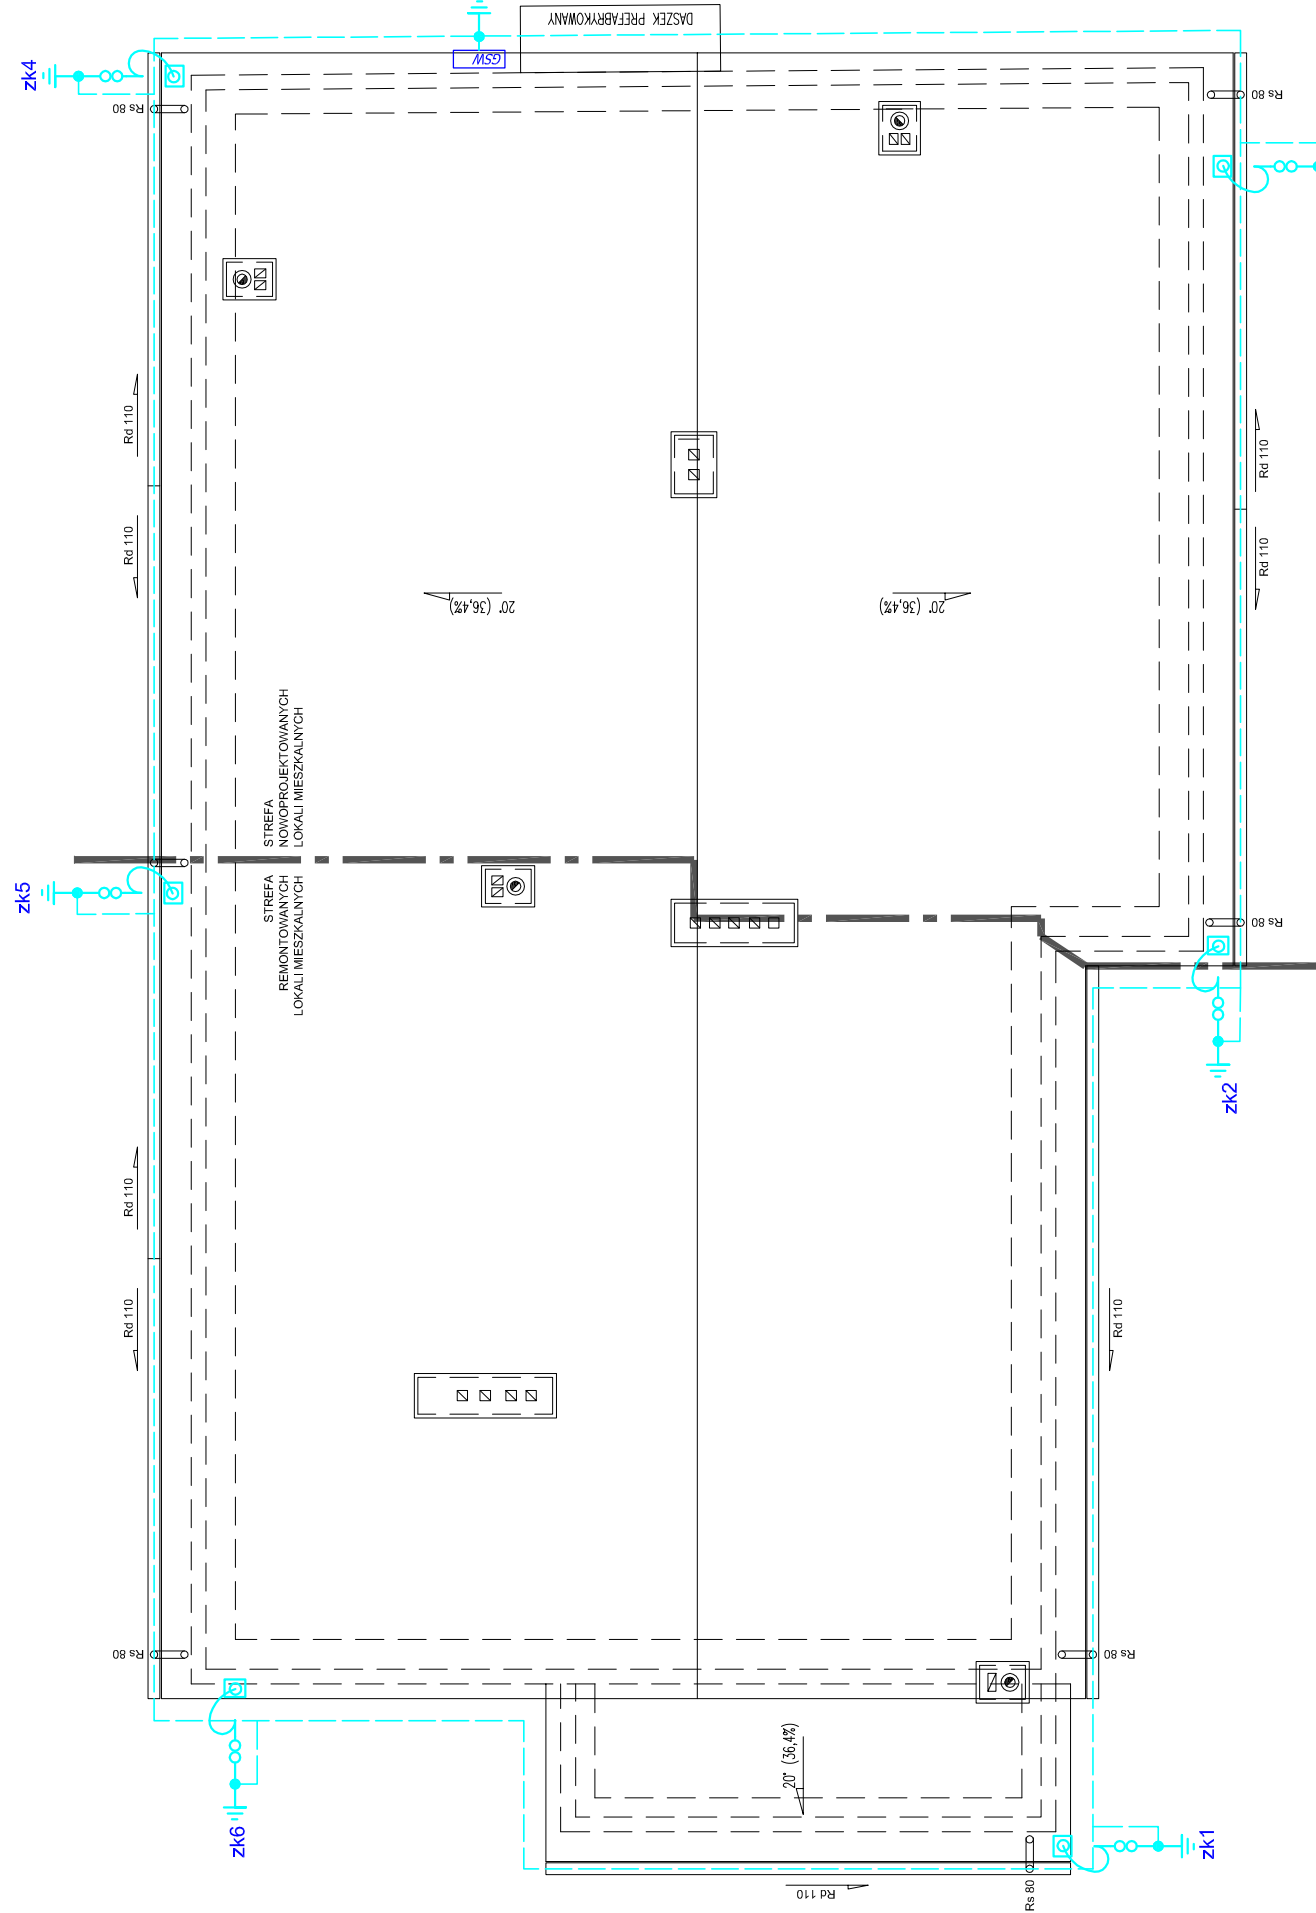 DASZEK PREFABRYKOWANY
GSW
zk4
Rs 80
Rs 80
Rd 110
Rd 110
Rd 110
Rd 110
20° (36,4%)
20° (36,4%)
STREFA
NOWOPROJEKTOWANYCH
LOKALI MIESZKALNYCH
zk5
STREFA
REMONTOWANYCH
LOKALI MIESZKALNYCH
Rs 80
zk2
Rd 110
Rd 110
Rd 110
Rs 80
Rs 80
20° (36,4%)
zk6
zk1
Rd 110
Rs 80